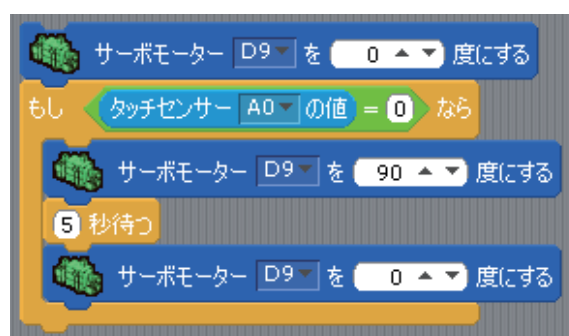 サーボモーター D9 を 0 度にする
もし タッチセンサー A0 の値 = 0 なら
サーボモーター D9 を 90 度にする
5 秒待つ
サーボモーター D9 を 0 度にする